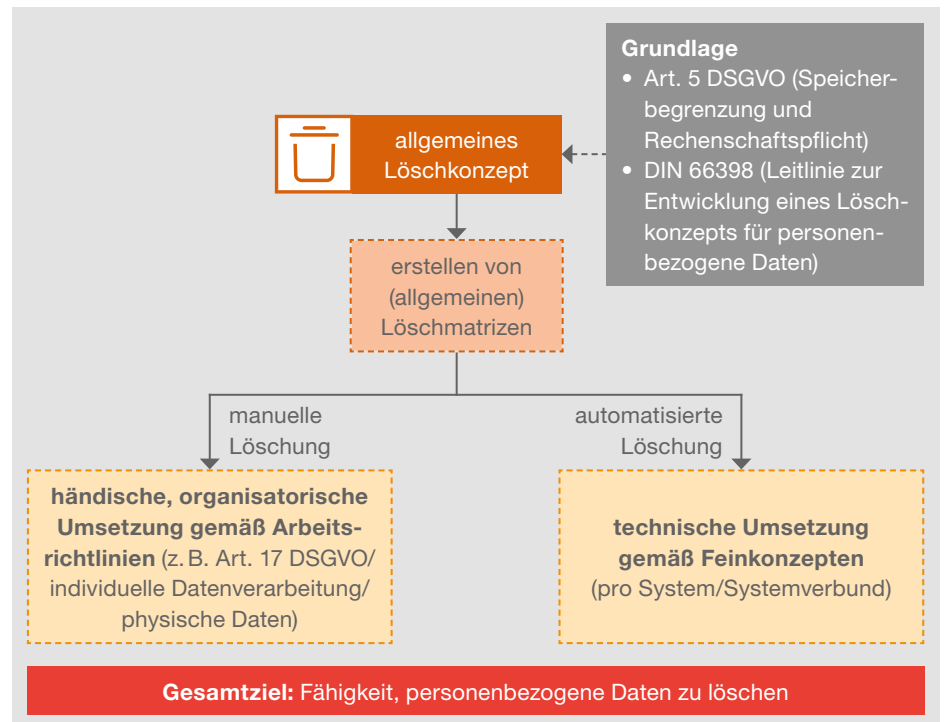 Grundlage
• Art. 5 DSGVO (Speicher-
begrenzung und
Rechenschaftspflicht)
• DIN 66398 (Leitlinie zur
Entwicklung eines Lösch-
konzepts für personen-
bezogene Daten)
allgemeines
Löschkonzept
erstellen von
(allgemeinen)
Löschmatrizen
manuelle
Löschung
automatisierte
Löschung
händische, organisatorische
Umsetzung gemäß Arbeits-
richtlinien (z. B. Art. 17 DSGVO/
individuelle Datenverarbeitung/
physische Daten)
technische Umsetzung
gemäß Feinkonzepten
(pro System/Systemverbund)
Gesamtziel: Fähigkeit, personenbezogene Daten zu löschen